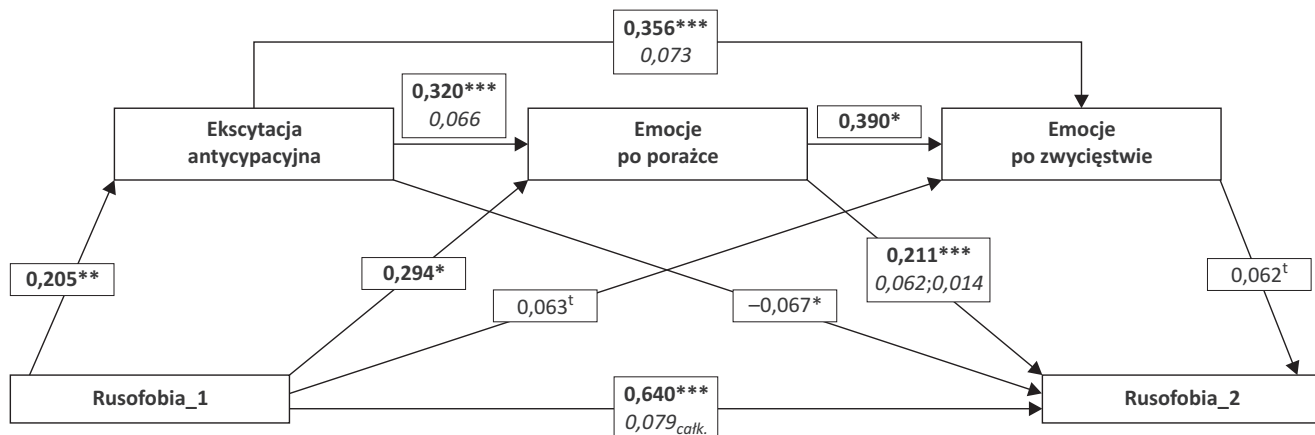 0,356***
0,073
0,320***
0,066
Ekscytacja
antycypacyjna
Emocje
po porażce
0,390*
Emocje
po zwycięstwie
0,205**
0,294*
0,063ᵗ
–0,067*
0,211***
0,062;0,014
0,062ᵗ
Rusofobia_1
0,640***
0,079całk.
Rusofobia_2